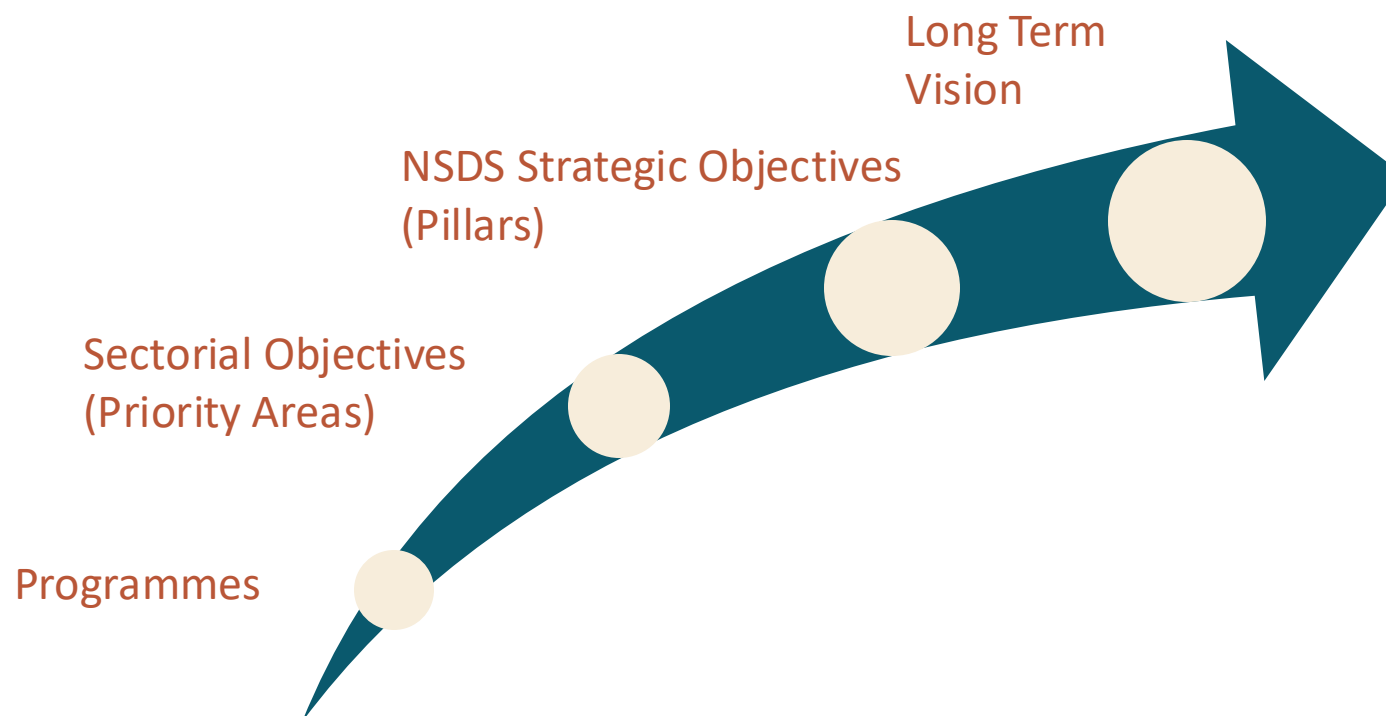 Long Term
Vision
NSDS Strategic Objectives
(Pillars)
Sectorial Objectives
(Priority Areas)
Programmes